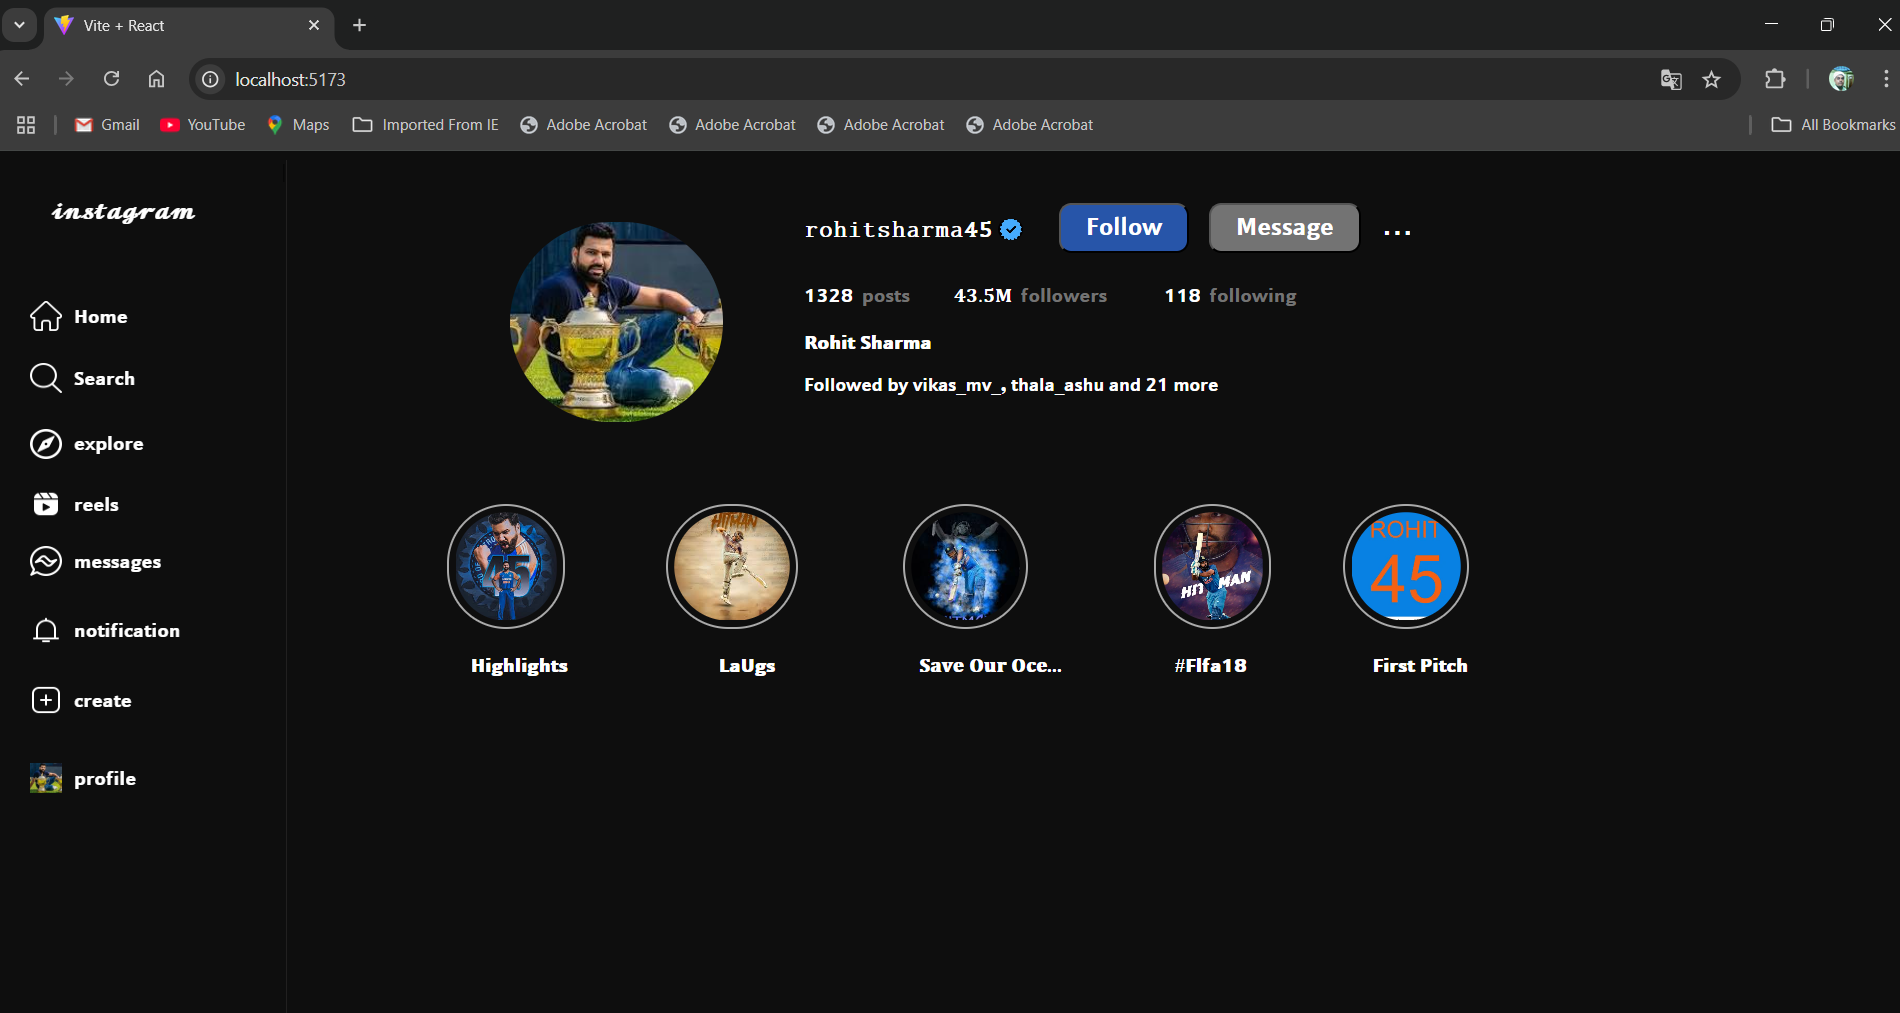 Vite + React
localhost:5173
Gmail YouTube Maps Imported From IE Adobe Acrobat Adobe Acrobat Adobe Acrobat Adobe Acrobat All Bookmarks
instagram
Home
Search
explore
reels
messages
notification
create
profile
rohitsharma45 Follow Message ...
1328 posts 43.5M followers 118 following
Rohit Sharma
Followed by vikas_mv_, thala_ashu and 21 more
45
HITMAN
HITMAN
ROHIT
45
Highlights LaUgs Save Our Oce... #FIfa18 First Pitch